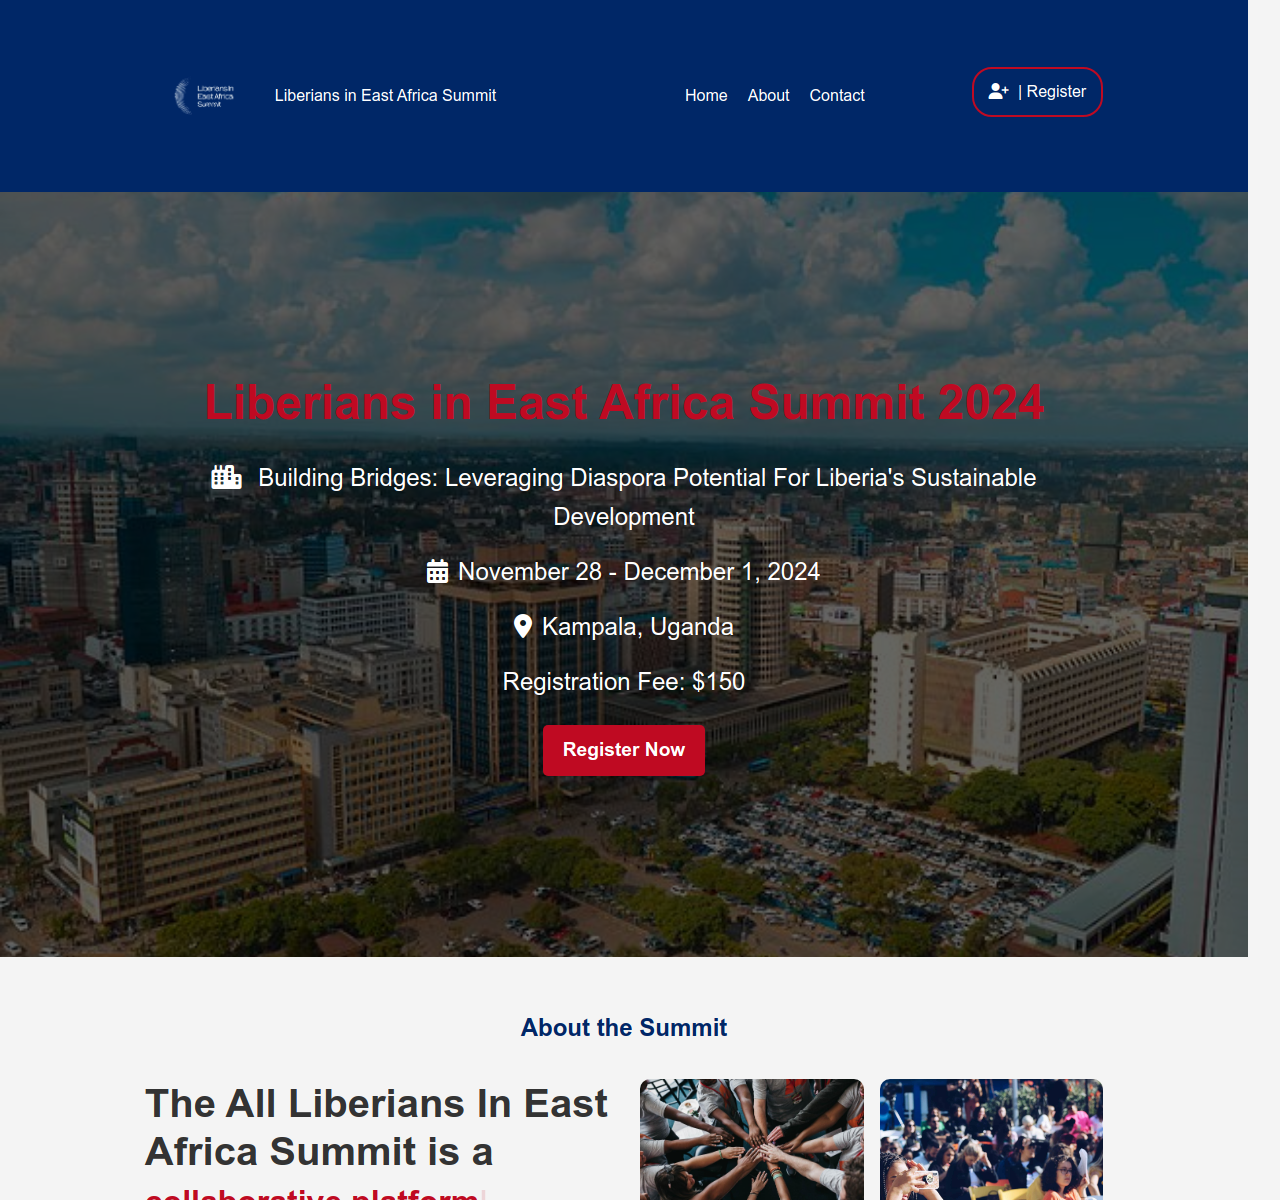 Liberians in
East Africa
Summit
Liberians in East Africa Summit
Home
About
Contact
| Register
Liberians in East Africa Summit 2024
Building Bridges: Leveraging Diaspora Potential For Liberia's Sustainable
Development
November 28 - December 1, 2024
Kampala, Uganda
Registration Fee: $150
Register Now
About the Summit
The All Liberians In East
Africa Summit is a
collaborative platform